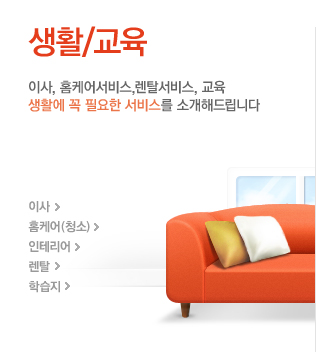 생활/교육
이사, 홈케어서비스,렌탈서비스, 교육
생활에 꼭 필요한 서비스를 소개해드립니다
이사 >
홈케어(청소) >
인테리어 >
렌탈 >
학습지 >